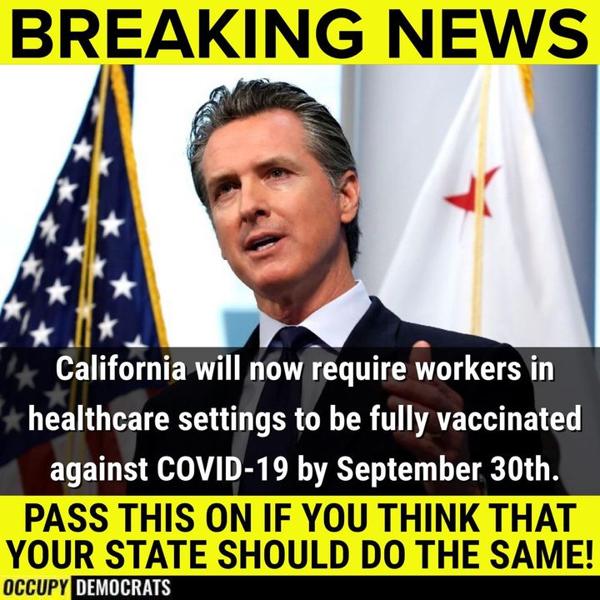 BREAKING NEWS
California will now require workers in
healthcare settings to be fully vaccinated
against COVID-19 by September 30th.
PASS THIS ON IF YOU THINK THAT
YOUR STATE SHOULD DO THE SAME!
OCCUPY DEMOCRATS